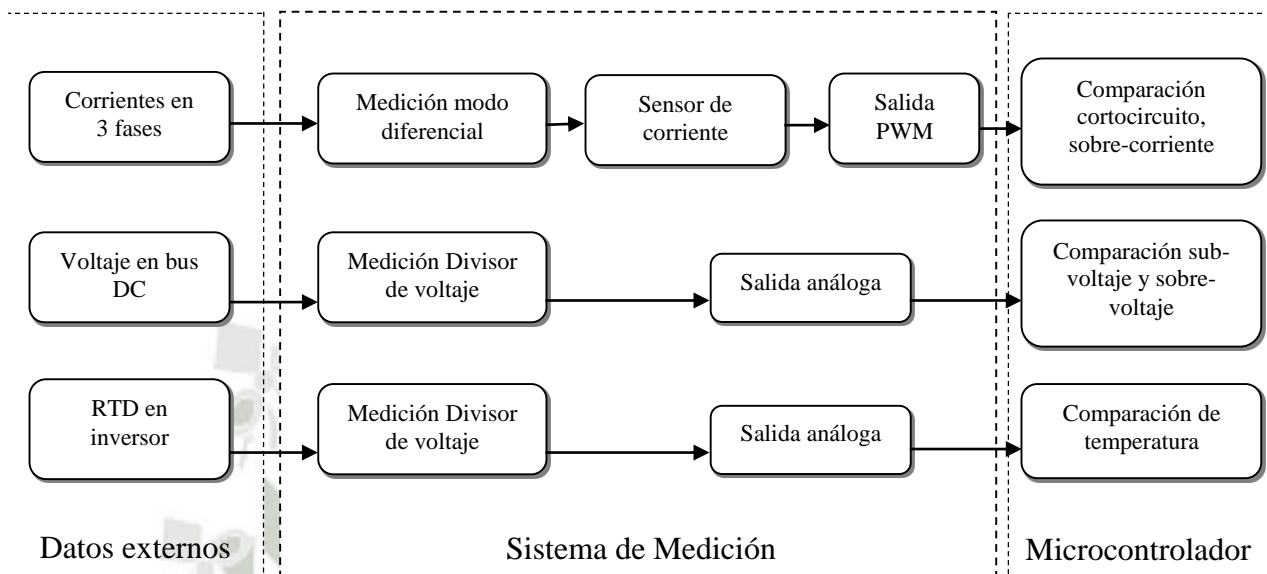 Corrientes en
3 fases
Medición modo
diferencial
Sensor de
corriente
Salida
PWM
Comparación
cortocircuito,
sobre-corriente
Voltaje en bus
DC
Medición Divisor
de voltaje
Salida análoga
Comparación sub-
voltaje y sobre-
voltaje
RTD en
inversor
Medición Divisor
de voltaje
Salida análoga
Comparación de
temperatura
Datos externos
Sistema de Medición
Microcontrolador